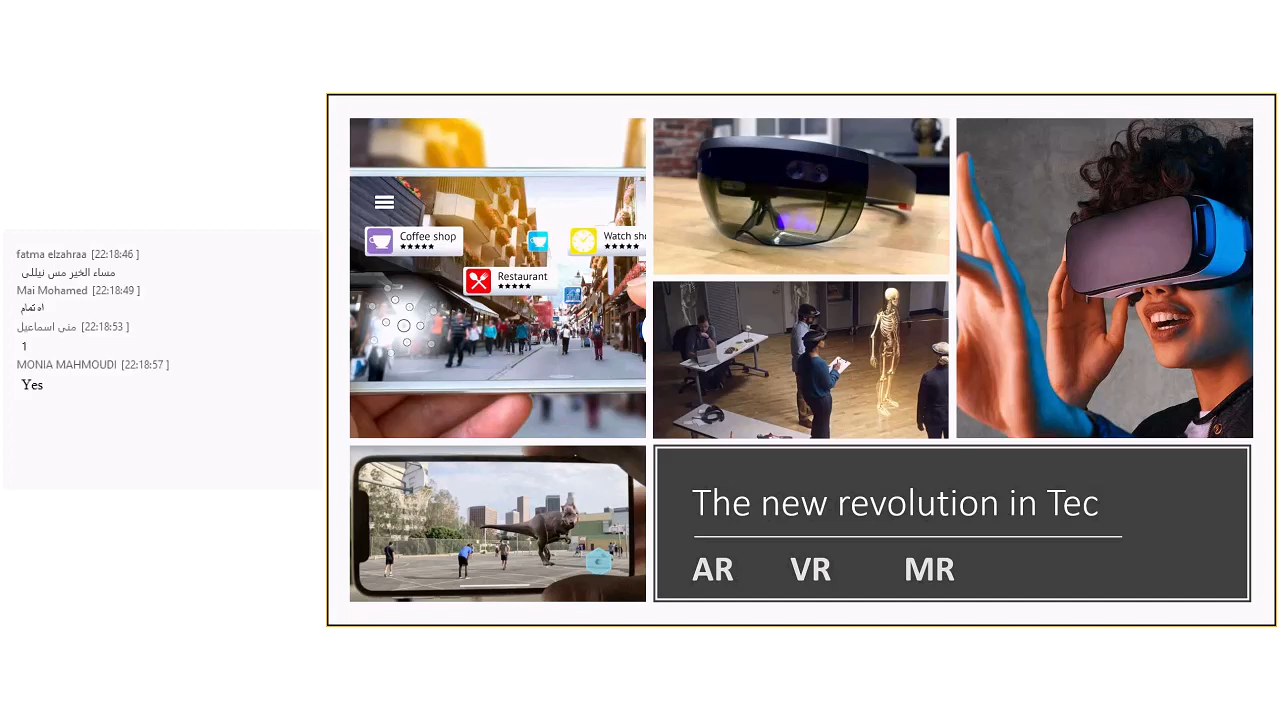 fatma elzahraa [22:18:46 ]
مساء الخير مس نيللى
Mai Mohamed [22:18:49 ]
اه تمام
منى اسماعيل [22:18:53 ]
1
MONIA MAHMOUDI [22:18:57 ]
Yes
Coffee shop
Watch sh
Restaurant
The new revolution in Tec
AR VR MR